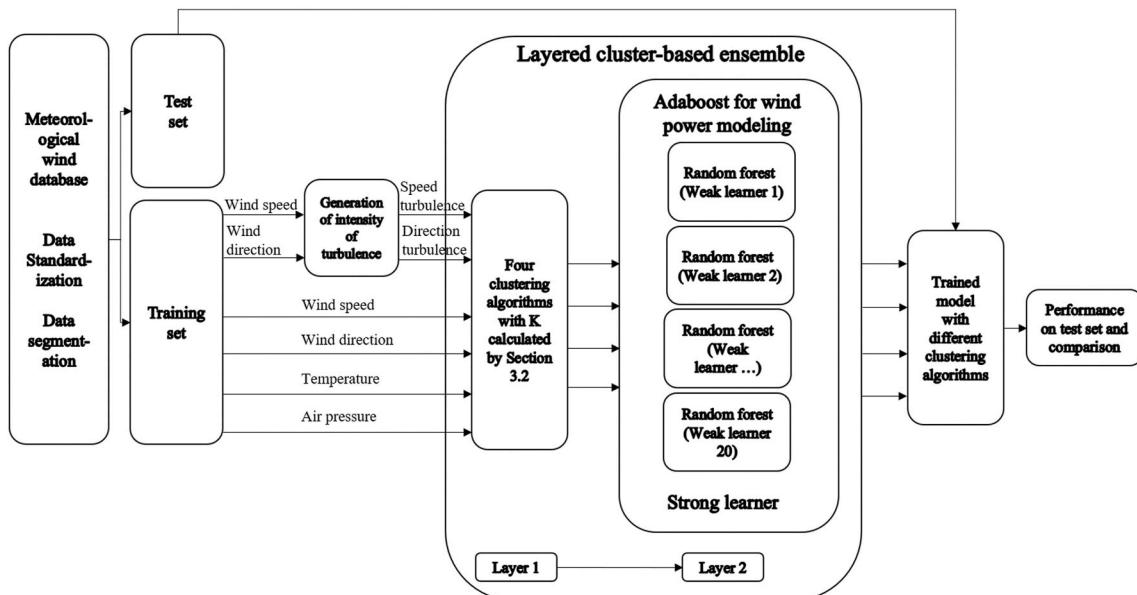 Meteorol-
ogical
wind
database
Data
Standard-
ization
Data
segment-
ation
Test
set
Training
set
Wind speed
Wind
direction
Generation
of intensity
of
turbulence
Speed
turbulence
Direction
turbulence
Wind speed
Wind direction
Temperature
Air pressure
Layered cluster-based ensemble
Four
clustering
algorithms
with K
calculated
by Section
3.2
Adaboost for wind
power modeling
Random forest
(Weak learner 1)
Random forest
(Weak learner 2)
Random forest
(Weak
learner …)
Random forest
(Weak learner
20)
Strong learner
Layer 1
Layer 2
Trained
model
with
different
clustering
algorithms
Performance
on test set and
comparison